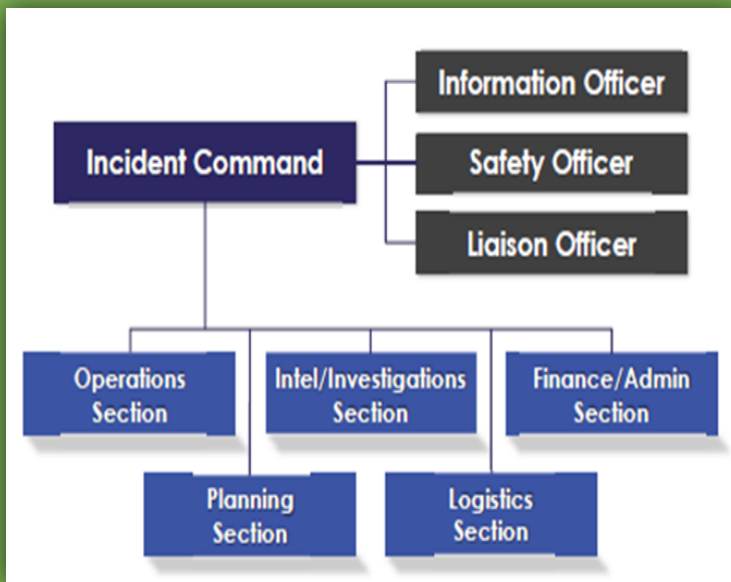 Information Officer
Incident Command
Safety Officer
Liaison Officer
Operations
Section
Intel/Investigations
Section
Finance/Admin
Section
Planning
Section
Logistics
Section